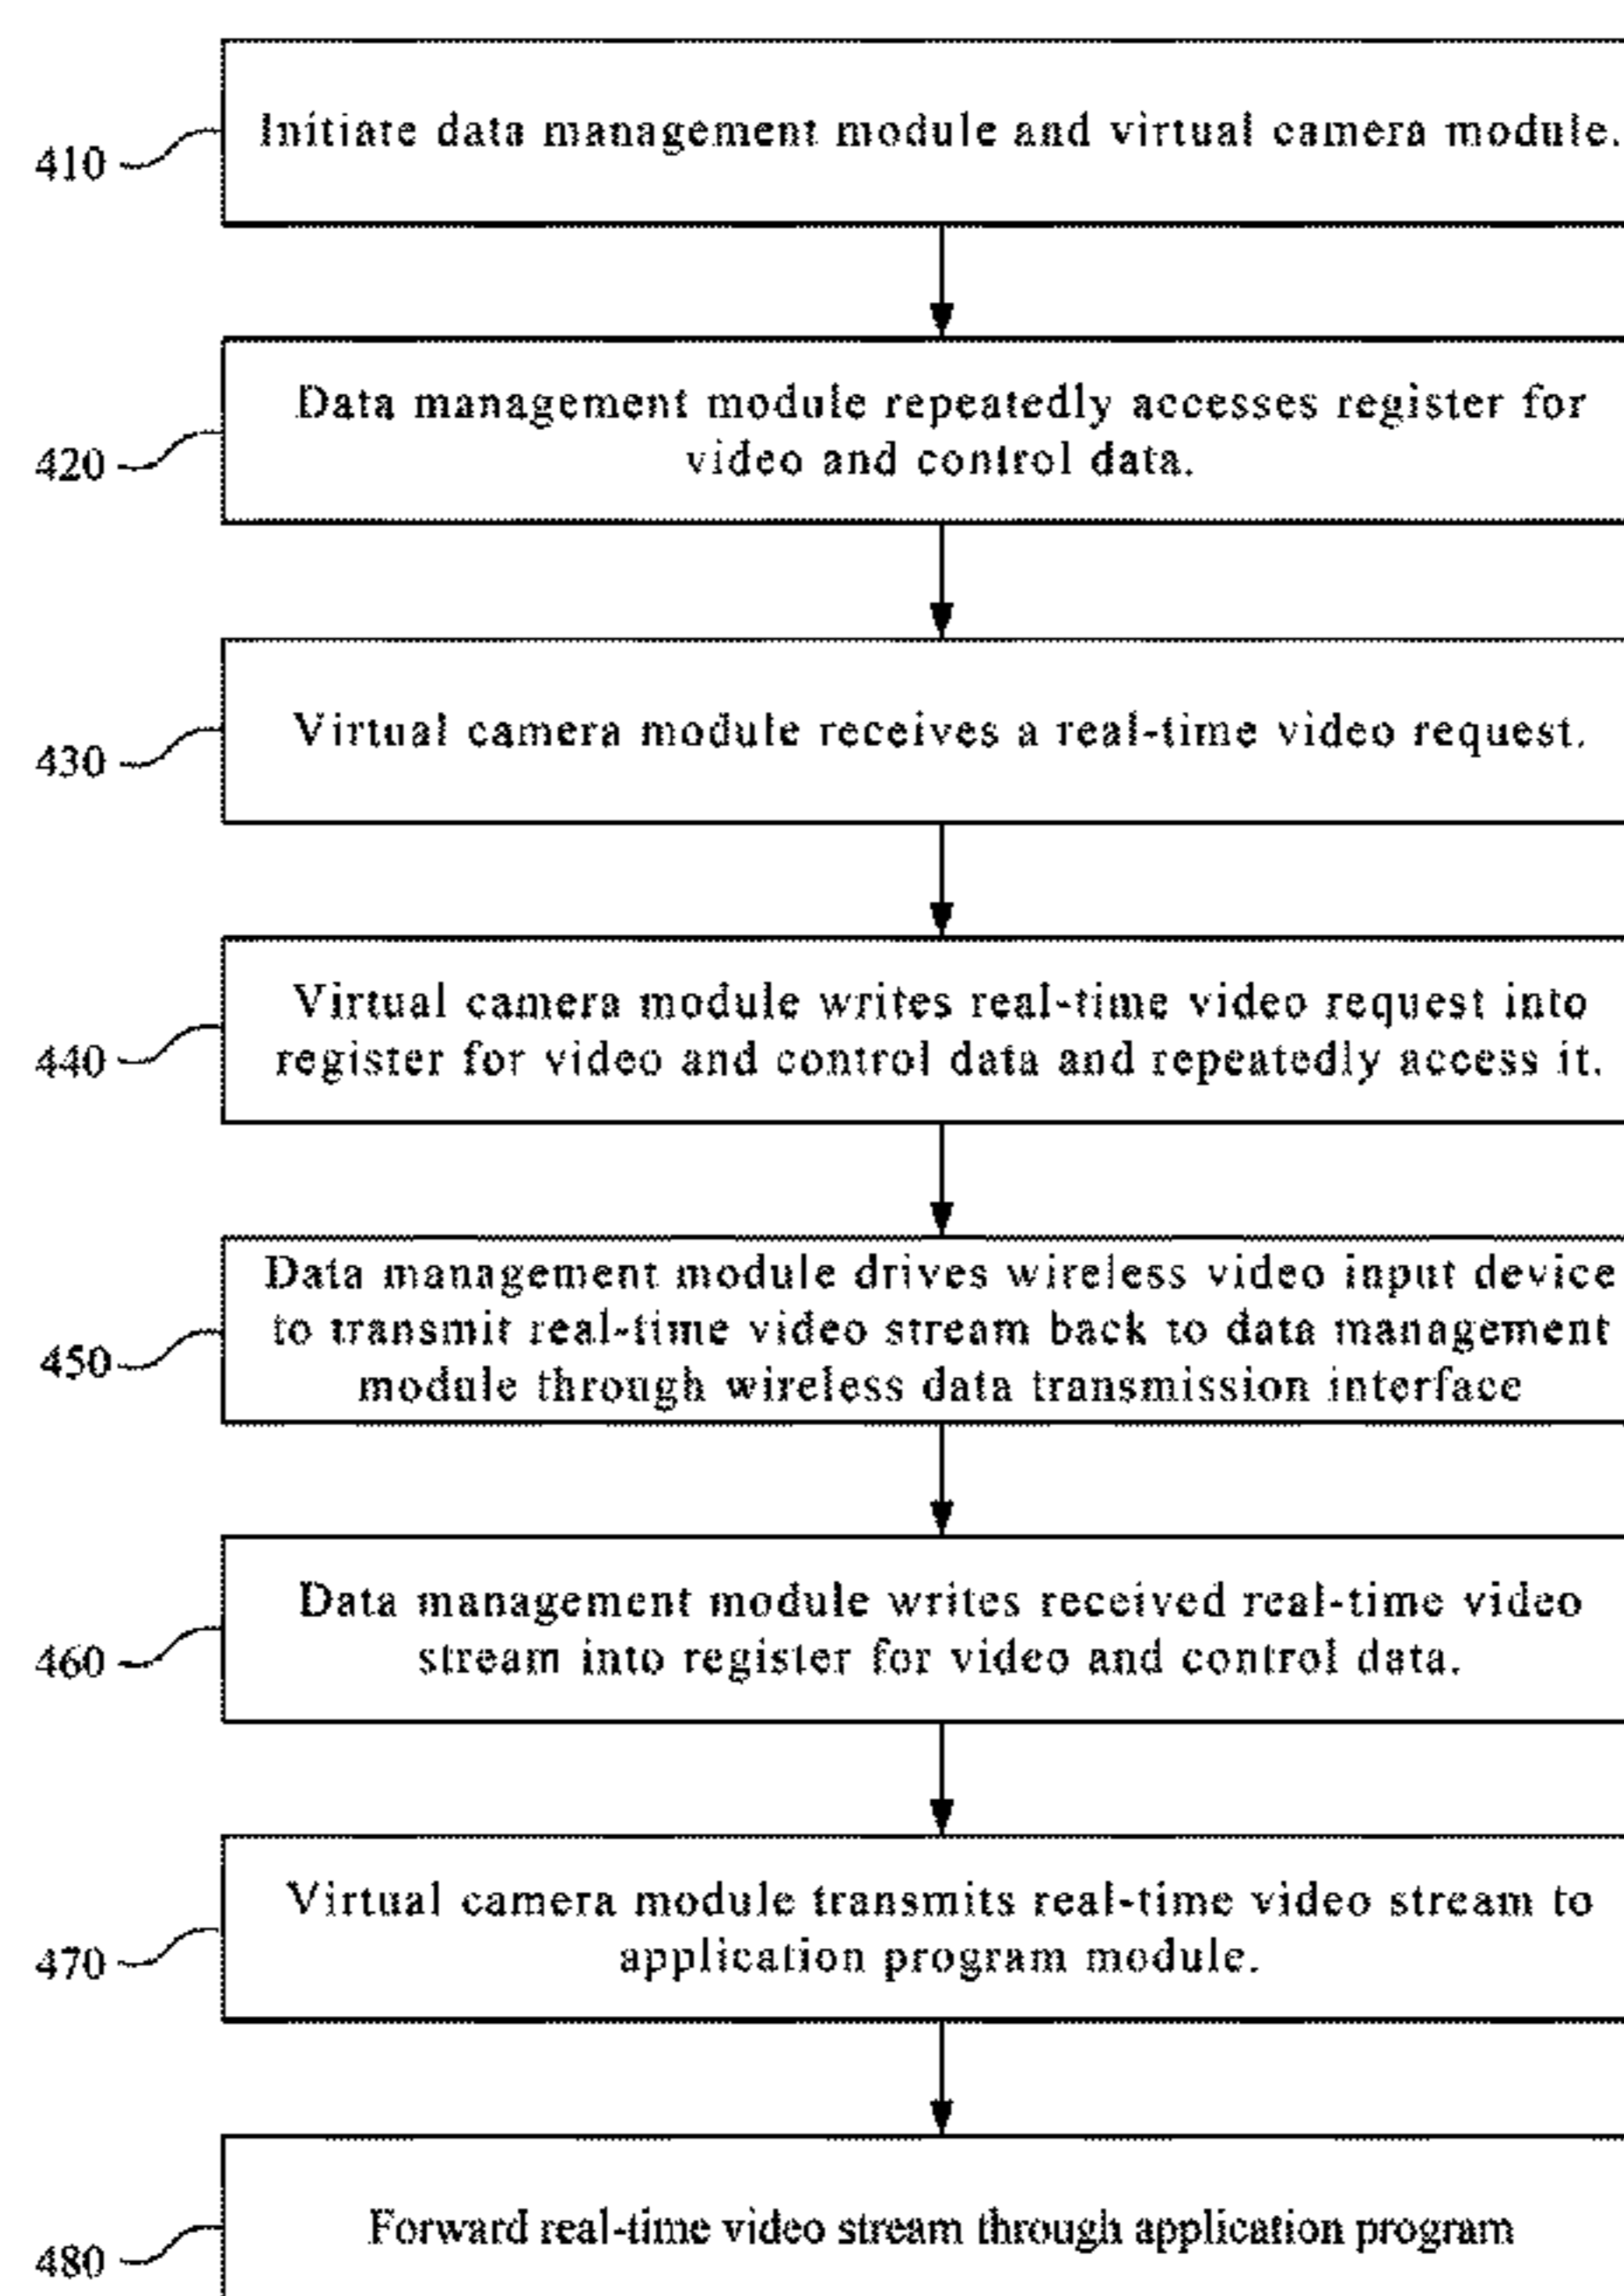 Initiate data management module and virtual camera module.
410
Data management module repeatedly accesses register for
video and control data.
420
Virtual camera module receives a real-time video request.
430
Virtual camera module writes real-time video request into
register for video and control data and repeatedly access it.
440
Data management module drives wireless video input device
to transmit real-time video stream back to data management
module through wireless data transmission interface
450
Data management module writes received real-time video
stream into register for video and control data.
460
Virtual camera module transmits real-time video stream to
application program module.
470
Forward real-time video stream through application program
480